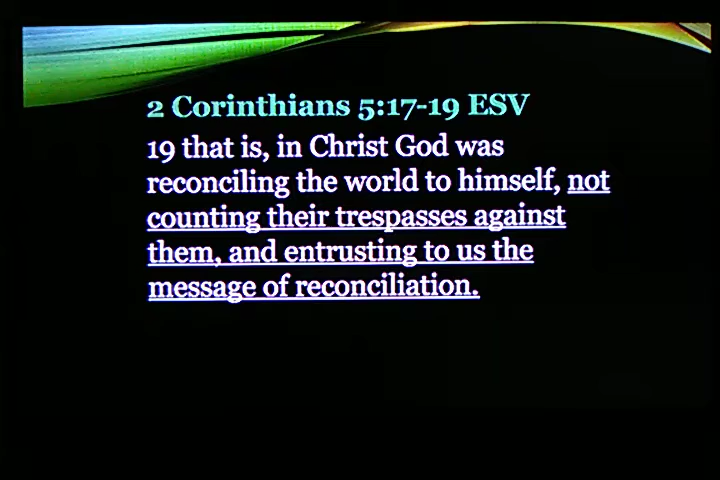 2 Corinthians 5:17-19 ESV
19 that is, in Christ God was
reconciling the world to himself, not
counting their trespasses against
them, and entrusting to us the
message of reconciliation.